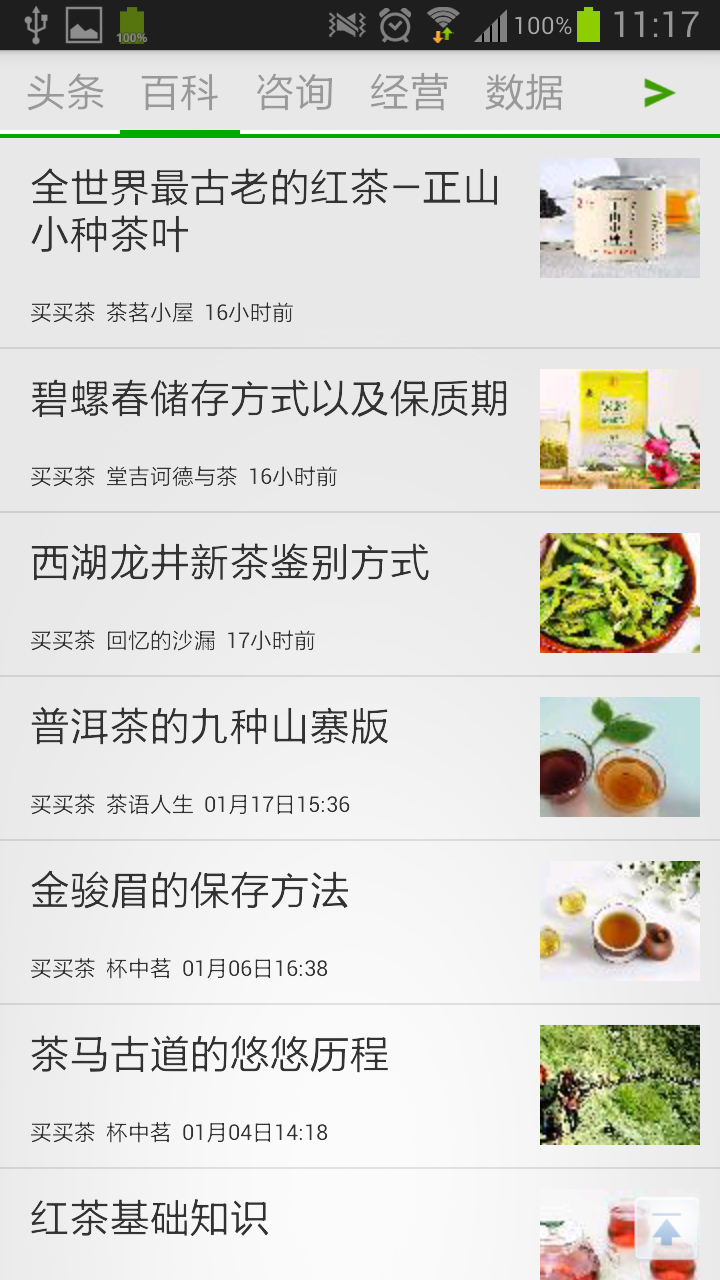 100%
100%
11:17
头条 百科 咨询 经营 数据
全世界最古老的红茶—正山
小种茶叶
买买茶 茶茗小屋 16小时前
碧螺春储存方式以及保质期
买买茶 堂吉诃德与茶 16小时前
西湖龙井新茶鉴别方式
买买茶 回忆的沙漏 17小时前
普洱茶的九种山寨版
买买茶 茶语人生 01月17日15:36
金骏眉的保存方法
买买茶 杯中茗 01月06日16:38
茶马古道的悠悠历程
买买茶 杯中茗 01月04日14:18
红茶基础知识